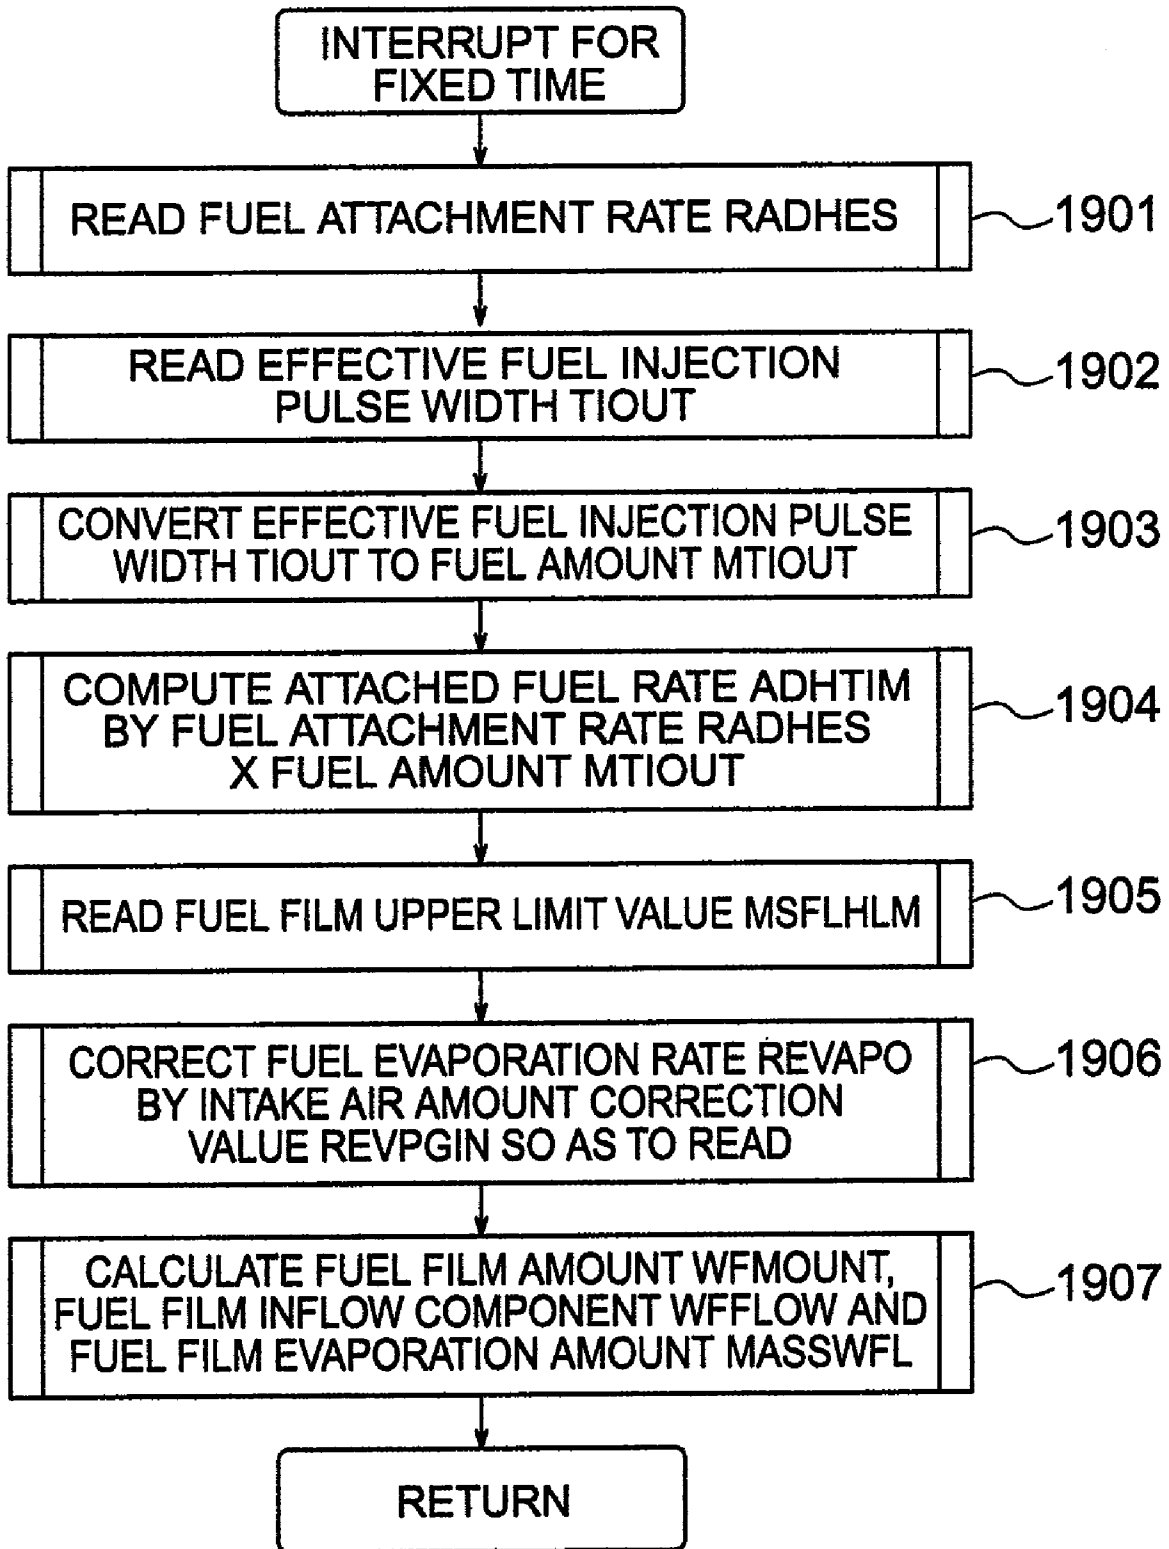 INTERRUPT FOR
FIXED TIME
READ FUEL ATTACHMENT RATE RADHES
1901
READ EFFECTIVE FUEL INJECTION
PULSE WIDTH TIOUT
1902
CONVERT EFFECTIVE FUEL INJECTION PULSE
WIDTH TIOUT TO FUEL AMOUNT MTIOUT
1903
COMPUTE ATTACHED FUEL RATE ADHTIM
BY FUEL ATTACHMENT RATE RADHES
X FUEL AMOUNT MTIOUT
1904
READ FUEL FILM UPPER LIMIT VALUE MSFLHLM
1905
CORRECT FUEL EVAPORATION RATE REVAPO
BY INTAKE AIR AMOUNT CORRECTION
VALUE REVPGIN SO AS TO READ
1906
CALCULATE FUEL FILM AMOUNT WFMOUNT,
FUEL FILM INFLOW COMPONENT WFFLOW AND
FUEL FILM EVAPORATION AMOUNT MASSWFL
1907
RETURN